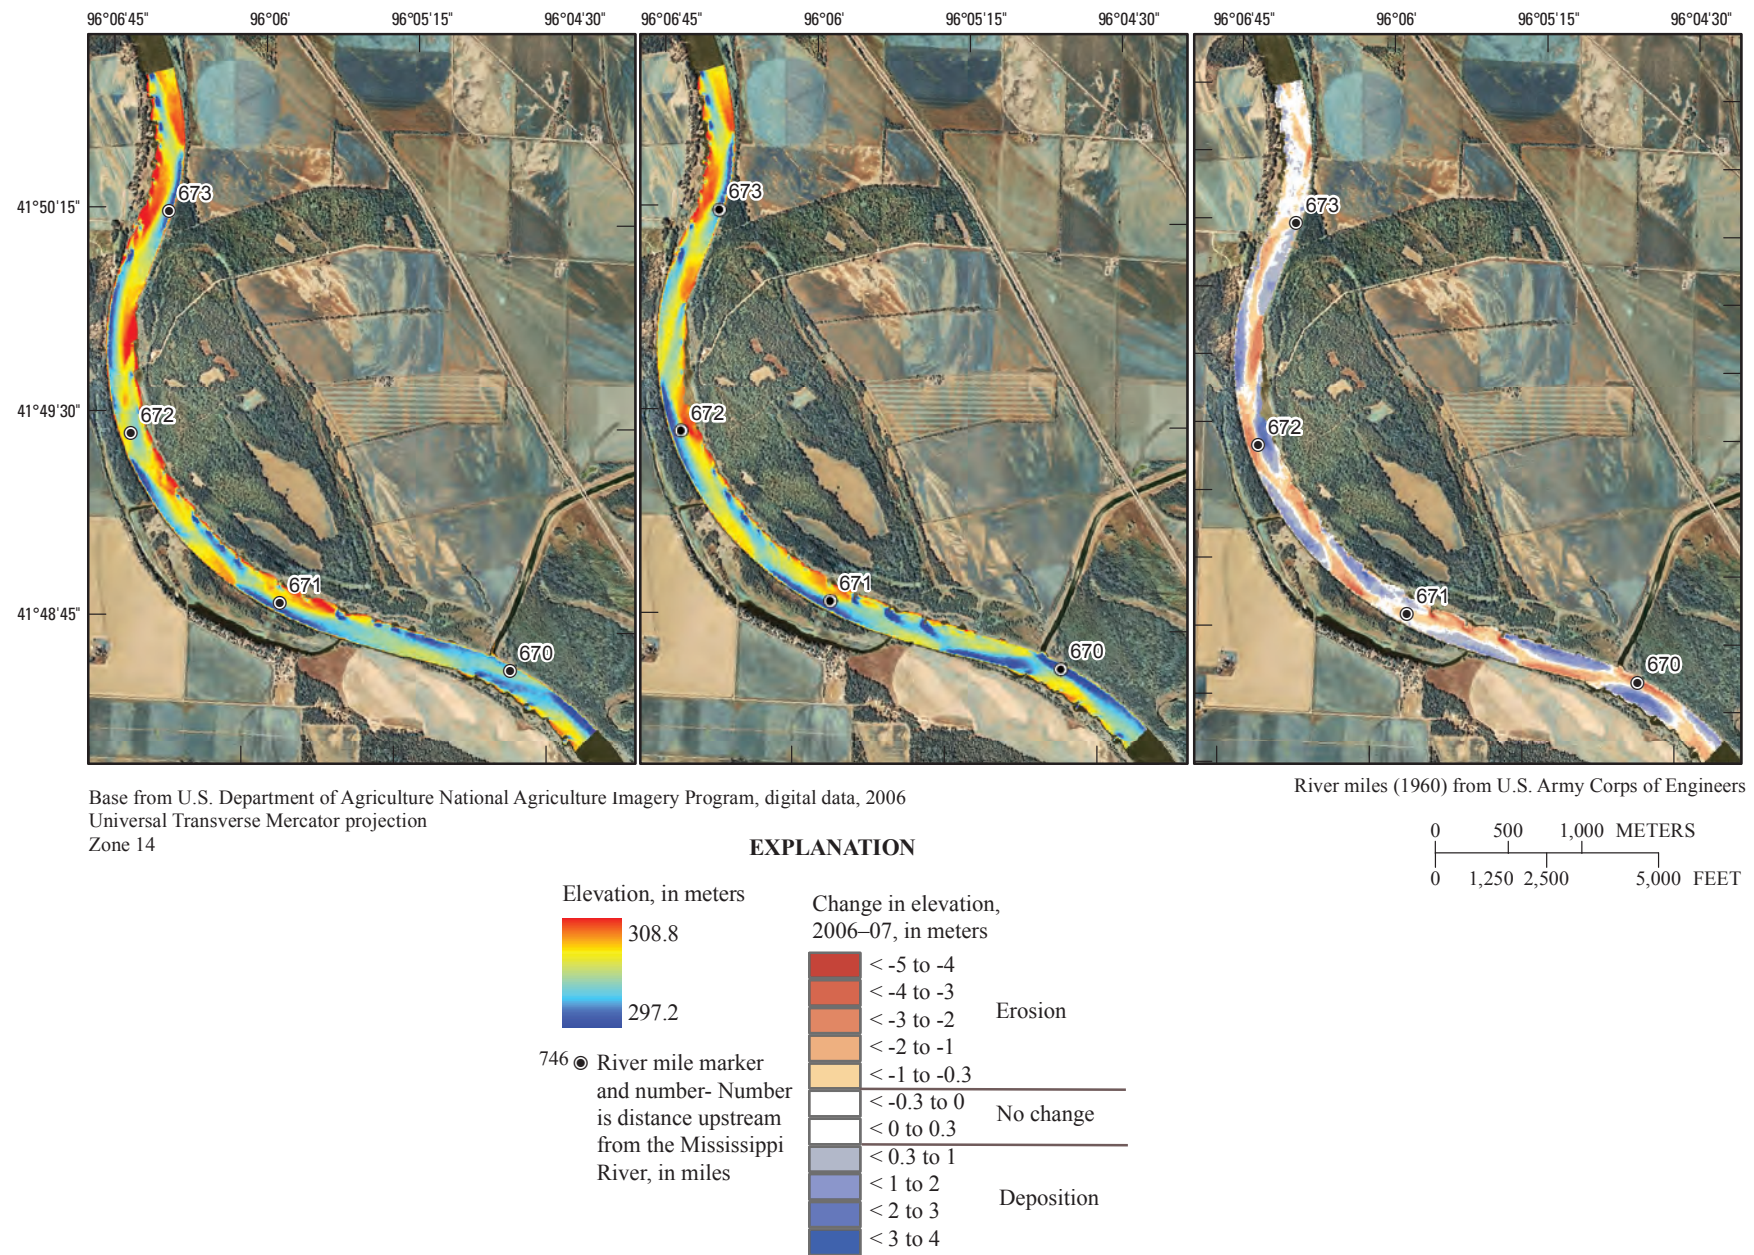 96°06'45" 96°06' 96°05'15" 96°04'30" 96°06'45" 96°06' 96°05'15" 96°04'30" 96°06'45" 96°06' 96°05'15" 96°04'30"
41°50'15"
41°49'30"
41°48'45"
673
672
671
670
673
672
671
670
673
672
671
670
Base from U.S. Department of Agriculture National Agriculture Imagery Program, digital data, 2006
Universal Transverse Mercator projection
Zone 14
River miles (1960) from U.S. Army Corps of Engineers
0 500 1,000 METERS
0 1,250 2,500 5,000 FEET
EXPLANATION
Elevation, in meters
308.8
297.2
746 River mile marker
and number- Number
is distance upstream
from the Mississippi
River, in miles
Change in elevation,
2006–07, in meters
< -5 to -4
< -4 to -3
< -3 to -2
< -2 to -1
< -1 to -0.3
Erosion
< -0.3 to 0
< 0 to 0.3
No change
< 0.3 to 1
< 1 to 2
< 2 to 3
< 3 to 4
Deposition